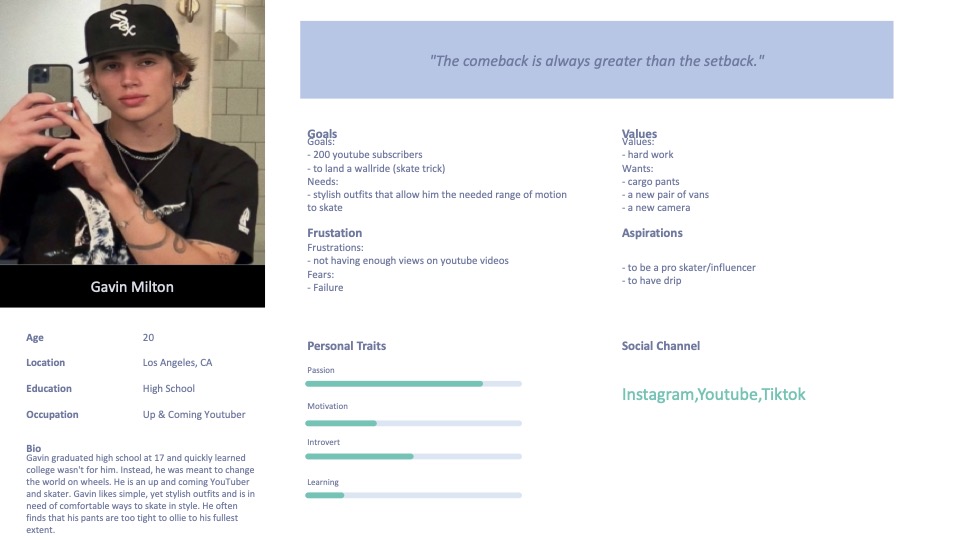 Sox
"The comeback is always greater than the setback."
Gavin Milton
Age 20
Location Los Angeles, CA
Education High School
Occupation Up & Coming Youtuber
Bio
Gavin graduated high school at 17 and quickly learned
college wasn't for him. Instead, he was meant to change
the world on wheels. He is an up and coming YouTuber
and skater. Gavin likes simple, yet stylish outfits and is in
need of comfortable ways to skate in style. He often
finds that his pants are too tight to ollie to his fullest
extent.
Goals
Goals:
- 200 youtube subscribers
- to land a wallride (skate trick)
Needs:
- stylish outfits that allow him the needed range of motion
to skate
Values
Values:
- hard work
Wants:
- cargo pants
- a new pair of vans
- a new camera
Frustation
Frustrations:
- not having enough views on youtube videos
Fears:
- Failure
Aspirations
- to be a pro skater/influencer
- to have drip
Personal Traits
Passion
Motivation
Introvert
Learning
Social Channel
Instagram,Youtube,Tiktok